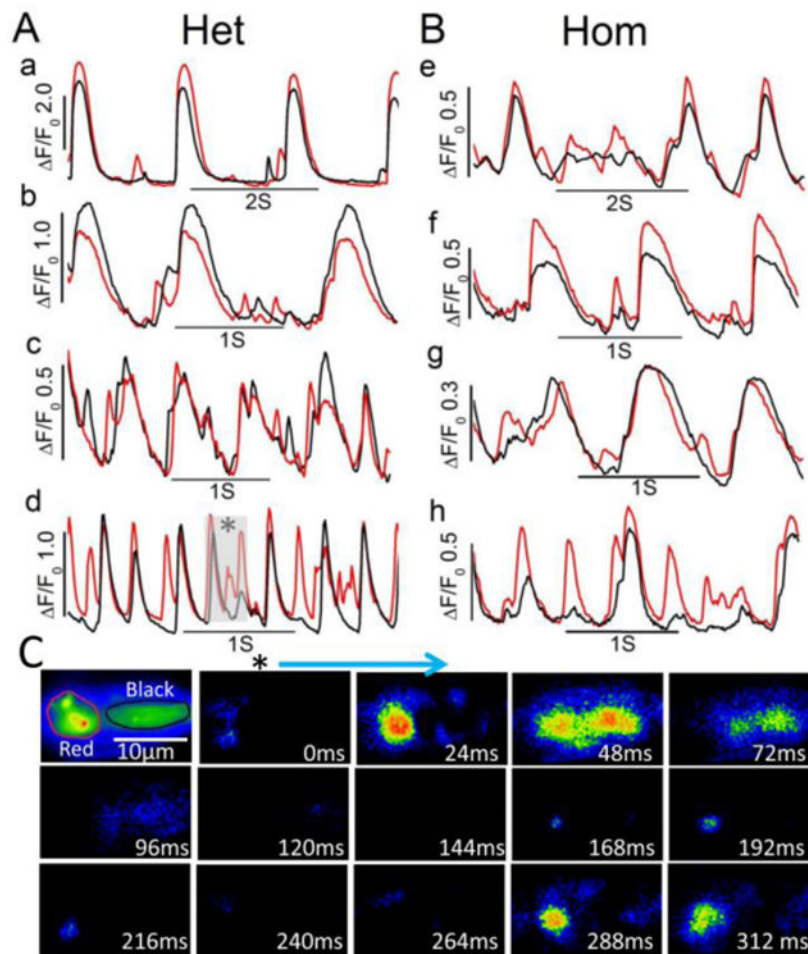 A Het B Hom
a
ΔF/F₀ 2.0
2S
b
ΔF/F₀ 1.0
1S
c
ΔF/F₀ 0.5
1S
d
ΔF/F₀ 1.0
*
1S
e
ΔF/F₀ 0.5
2S
f
ΔF/F₀ 0.5
1S
g
ΔF/F₀ 0.3
1S
h
ΔF/F₀ 0.5
1S
C *
Black
Red 10μm 0ms 24ms 48ms 72ms
96ms 120ms 144ms 168ms 192ms
216ms 240ms 264ms 288ms 312 ms